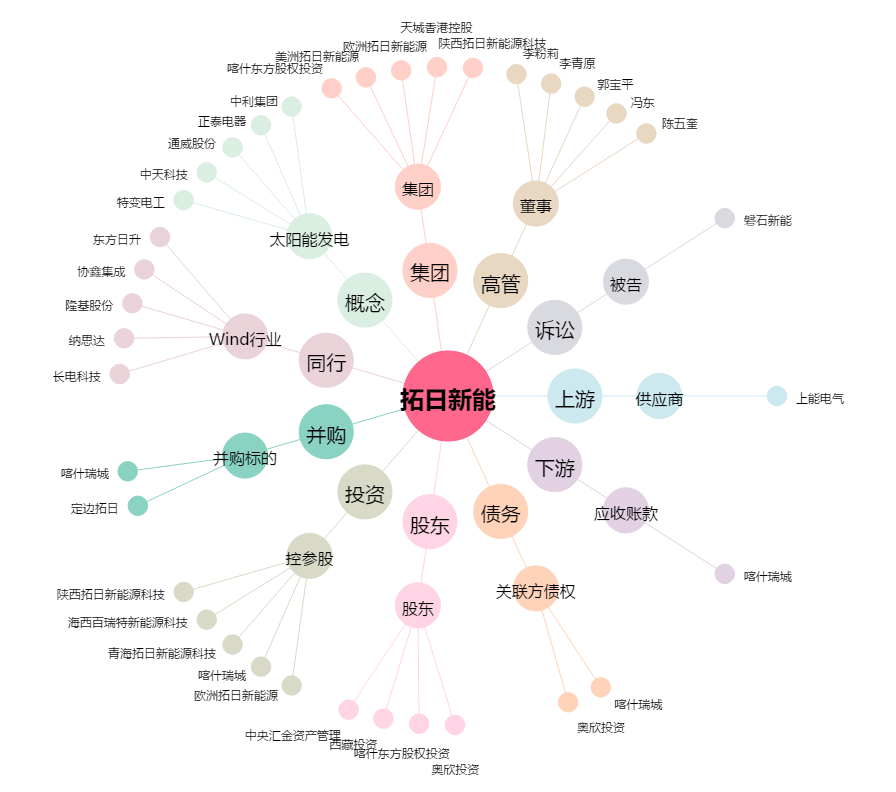 天城香港控股
欧洲拓日新能源
陕西拓日新能源科技
美洲拓日新能源
李粉莉
喀什东方股权投资
李青原
郭宝平
中利集团
冯东
正泰电器
陈五奎
通威股份
中天科技
集团
特变电工
董事
磐石新能
东方日升
太阳能发电
协鑫集成
集团
高管
被告
隆基股份
概念
诉讼
纳思达
Wind行业
同行
长电科技
拓日新能
上游
供应商
上能电气
并购
并购标的
下游
喀什瑞城
投资
定边拓日
股东
债务
应收账款
控参股
喀什瑞城
陕西拓日新能源科技
关联方债权
海西百瑞特新能源科技
股东
青海拓日新能源科技
喀什瑞城
欧洲拓日新能源
喀什瑞城
中央汇金资产管理
奥欣投资
西藏投资
喀什东方股权投资
奥欣投资